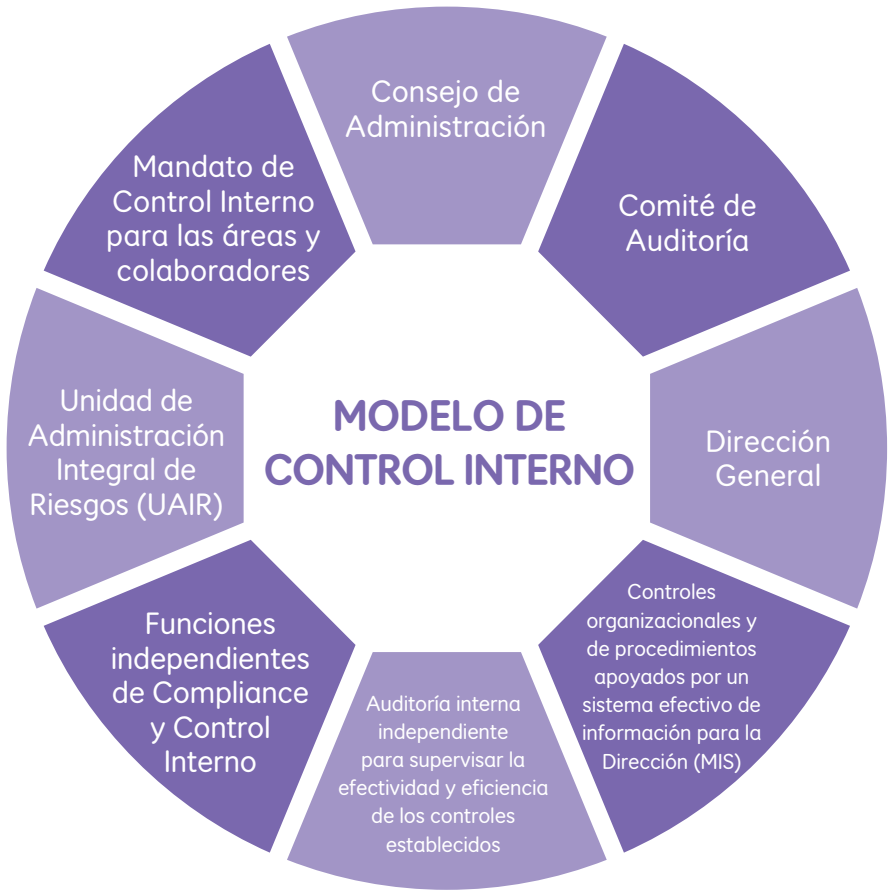 Consejo de
Administración
Comité de
Auditoría
Dirección
General
Controles
organizacionales y
de procedimientos
apoyados por un
sistema efectivo de
información para la
Dirección (MIS)
Auditoría interna
independiente
para supervisar la
efectividad y eficiencia
de los controles
establecidos
Funciones
independientes
de Compliance
y Control
Interno
Unidad de
Administración
Integral de
Riesgos (UAIR)
Mandato de
Control Interno
para las áreas y
colaboradores
MODELO DE
CONTROL INTERNO